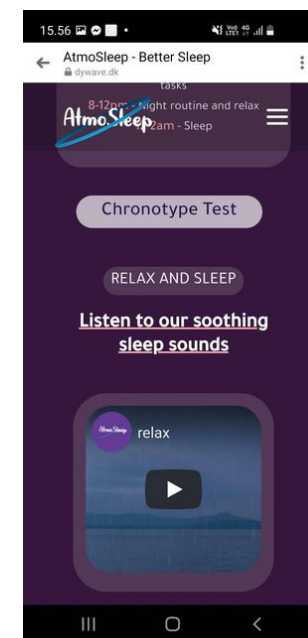 15.56
AtmoSleep - Better Sleep
dywave.dk
tasks
8-12pm - Night routine and relax
2am - Sleep
AtmoSleep
Chronotype Test
RELAX AND SLEEP
Listen to our soothing
sleep sounds
AtmoSleep
relax